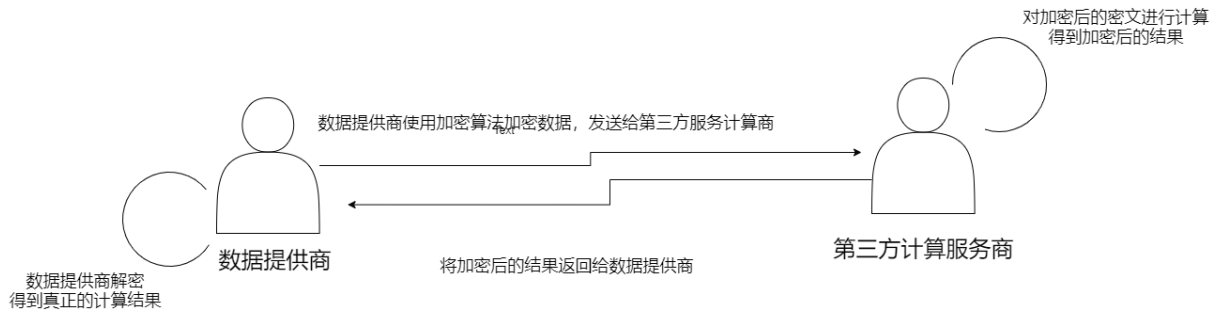 对加密后的密文进行计算
得到加密后的结果
数据提供商使用加密算法加密数据，发送给第三方服务计算商
Text
数据提供商
第三方计算服务商
将加密后的结果返回给数据提供商
数据提供商解密
得到真正的计算结果